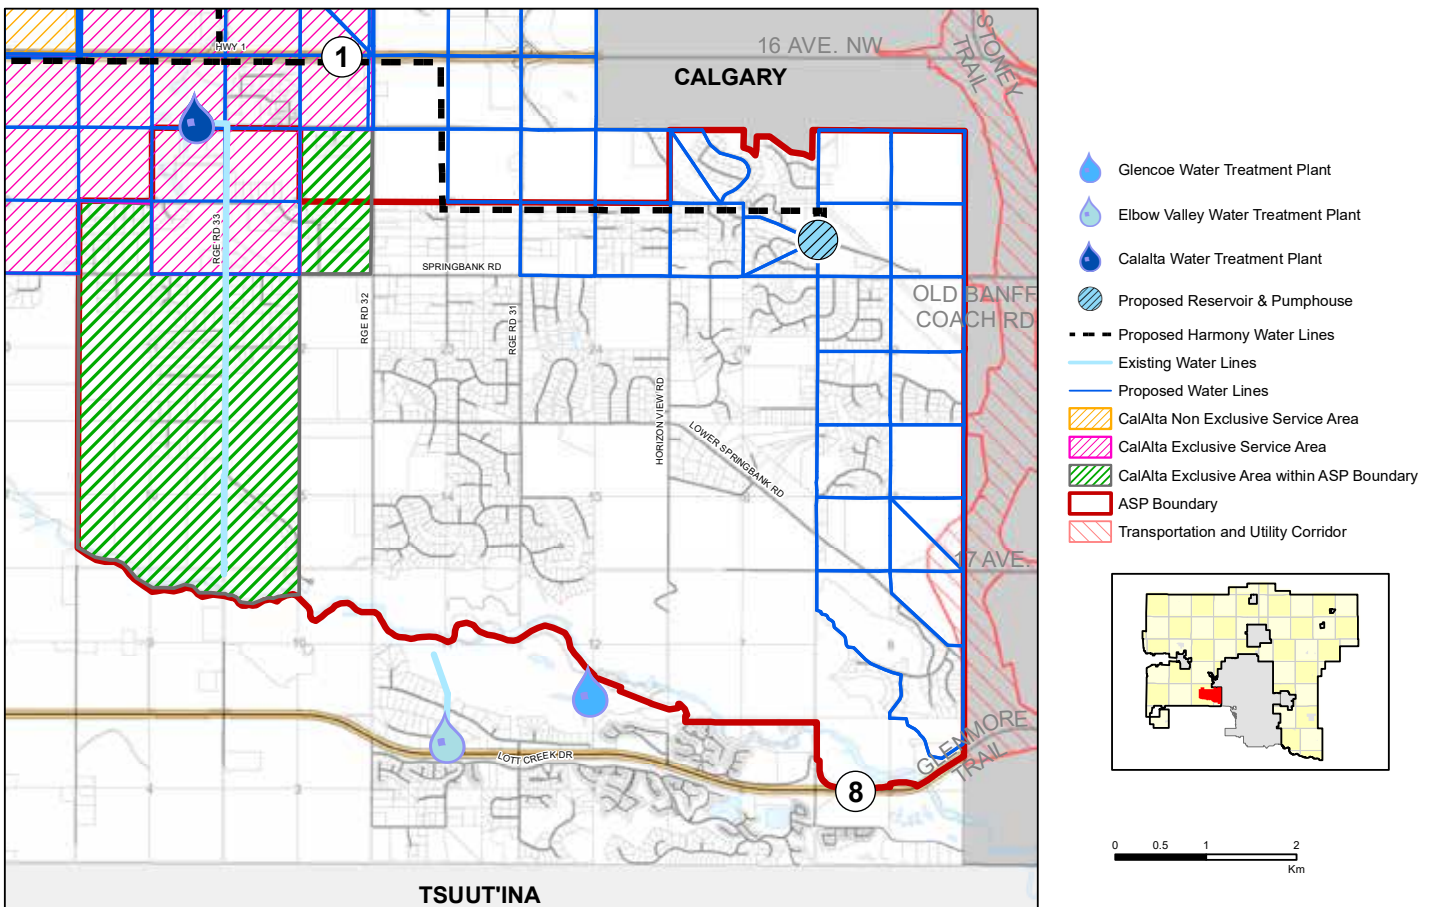 HWY 1
1
16 AVE. NW
STONEY
TRAIL
CALGARY
RGE RD 33
SPRINGBANK RD
RGE RD 32
RGE RD 31
HORIZON VIEW RD
LOWER SPRINGBANK RD
OLD BANFF
COACH RD
17 AVE.
GLENMORE
TRAIL
LOTT CREEK DR
8
TSUUT'INA
Glencoe Water Treatment Plant
Elbow Valley Water Treatment Plant
Calalta Water Treatment Plant
Proposed Reservoir & Pumphouse
Proposed Harmony Water Lines
Existing Water Lines
Proposed Water Lines
CalAlta Non Exclusive Service Area
CalAlta Exclusive Service Area
CalAlta Exclusive Area within ASP Boundary
ASP Boundary
Transportation and Utility Corridor
0 0.5 1 2
Km